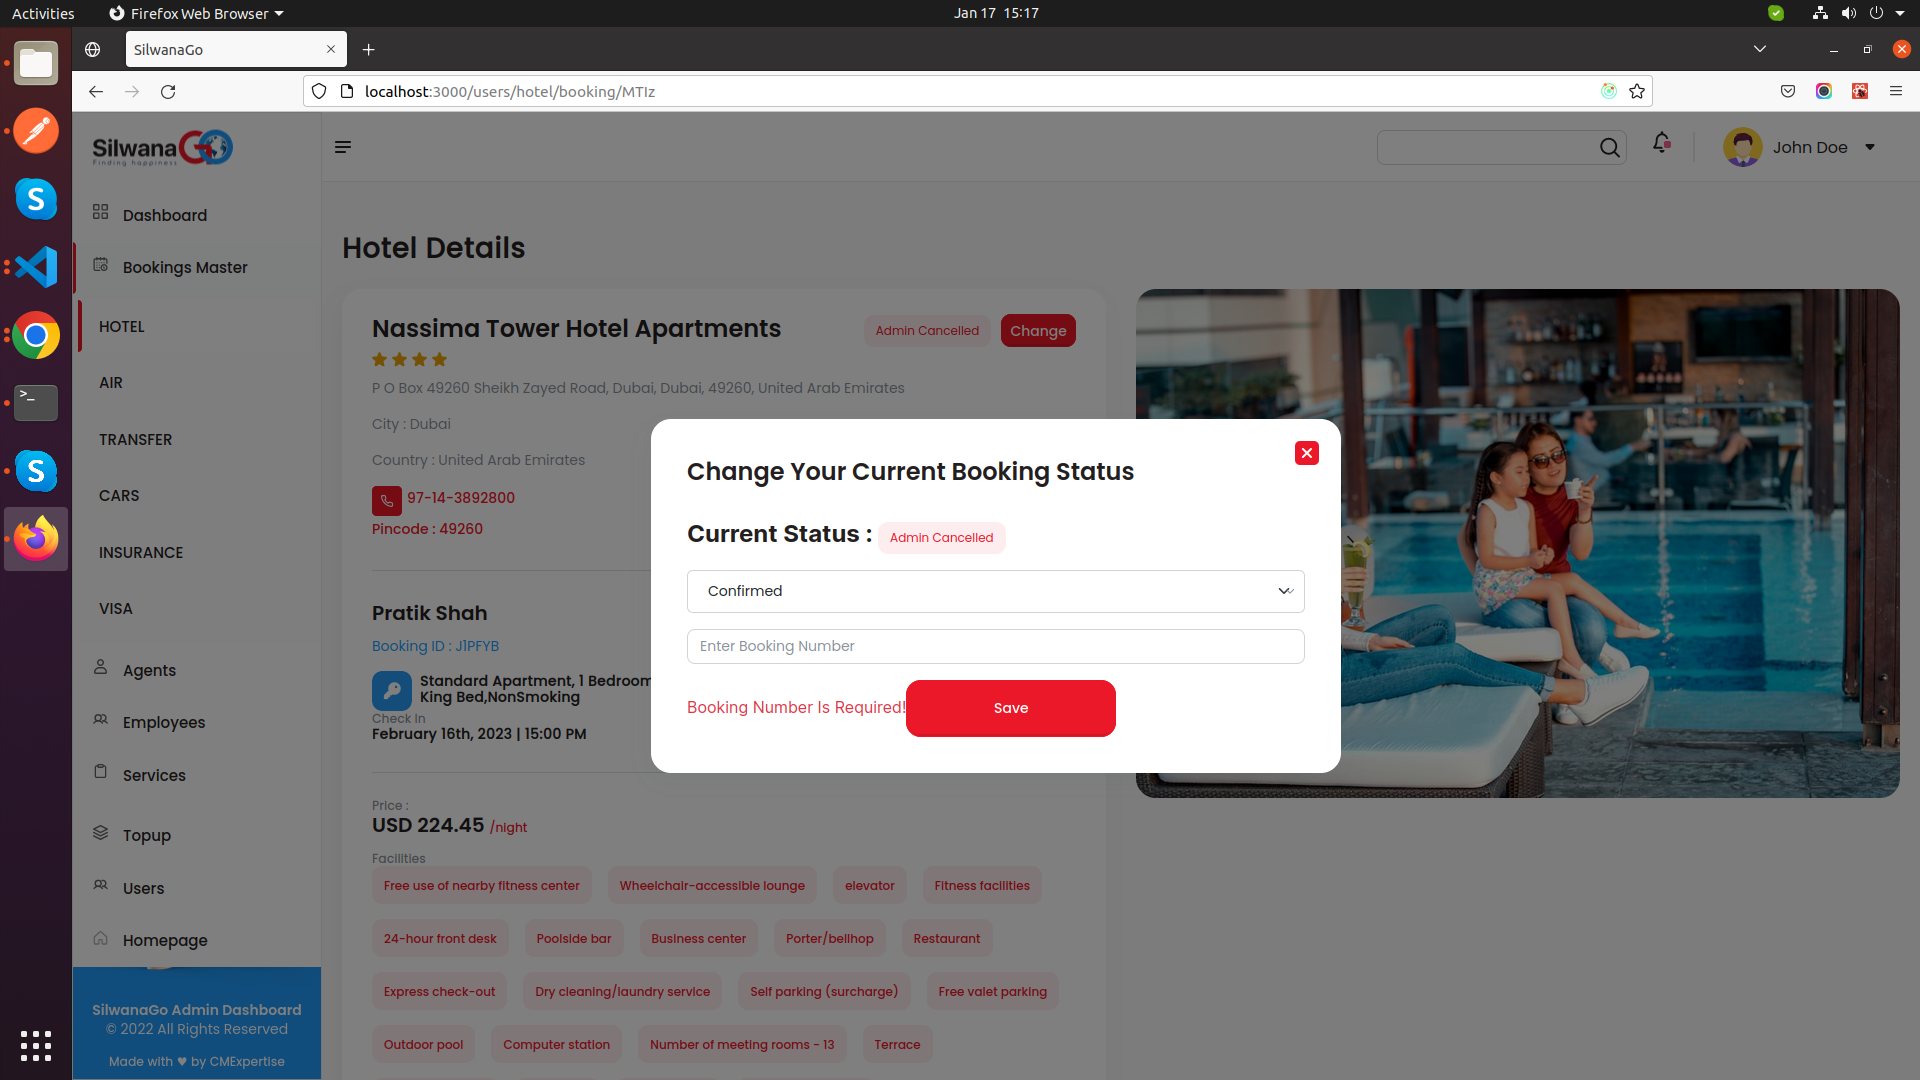 Activities
Firefox Web Browser
Jan 17 15:17
SilwanaGo
localhost:3000/users/hotel/booking/MTIz
SilwanaGO
Finding happiness
John Doe
Dashboard
Bookings Master
HOTEL
AIR
TRANSFER
CARS
INSURANCE
VISA
Agents
Employees
Services
Topup
Users
Homepage
SilwanaGo Admin Dashboard
© 2022 All Rights Reserved
Made with ♥ by CMExpertise
Hotel Details
Nassima Tower Hotel Apartments
Admin Cancelled
Change
P O Box 49260 Sheikh Zayed Road, Dubai, Dubai, 49260, United Arab Emirates
City : Dubai
Country : United Arab Emirates
97-14-3892800
Pincode : 49260
Pratik Shah
Booking ID : J1PFYB
Standard Apartment, 1 Bedroom
King Bed,NonSmoking
Check In
February 16th, 2023 | 15:00 PM
Price :
USD 224.45 /night
Facilities
Free use of nearby fitness center
Wheelchair-accessible lounge
elevator
Fitness facilities
24-hour front desk
Poolside bar
Business center
Porter/bellhop
Restaurant
Express check-out
Dry cleaning/laundry service
Self parking (surcharge)
Free valet parking
Outdoor pool
Computer station
Number of meeting rooms - 13
Terrace
Change Your Current Booking Status
Current Status : Admin Cancelled
Confirmed
Enter Booking Number
Booking Number Is Required!
Save